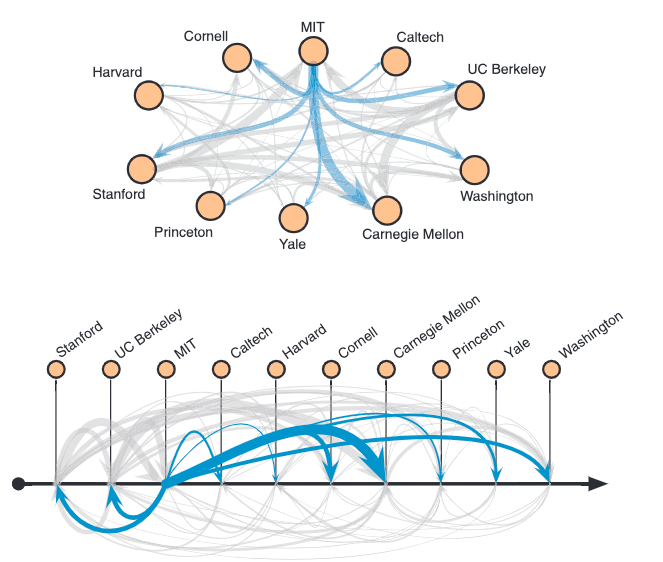 MIT
Cornell
Caltech
Harvard
UC Berkeley
Stanford
Washington
Princeton
Yale
Carnegie Mellon
Stanford
UC Berkeley
MIT
Caltech
Harvard
Cornell
Carnegie Mellon
Princeton
Yale
Washington